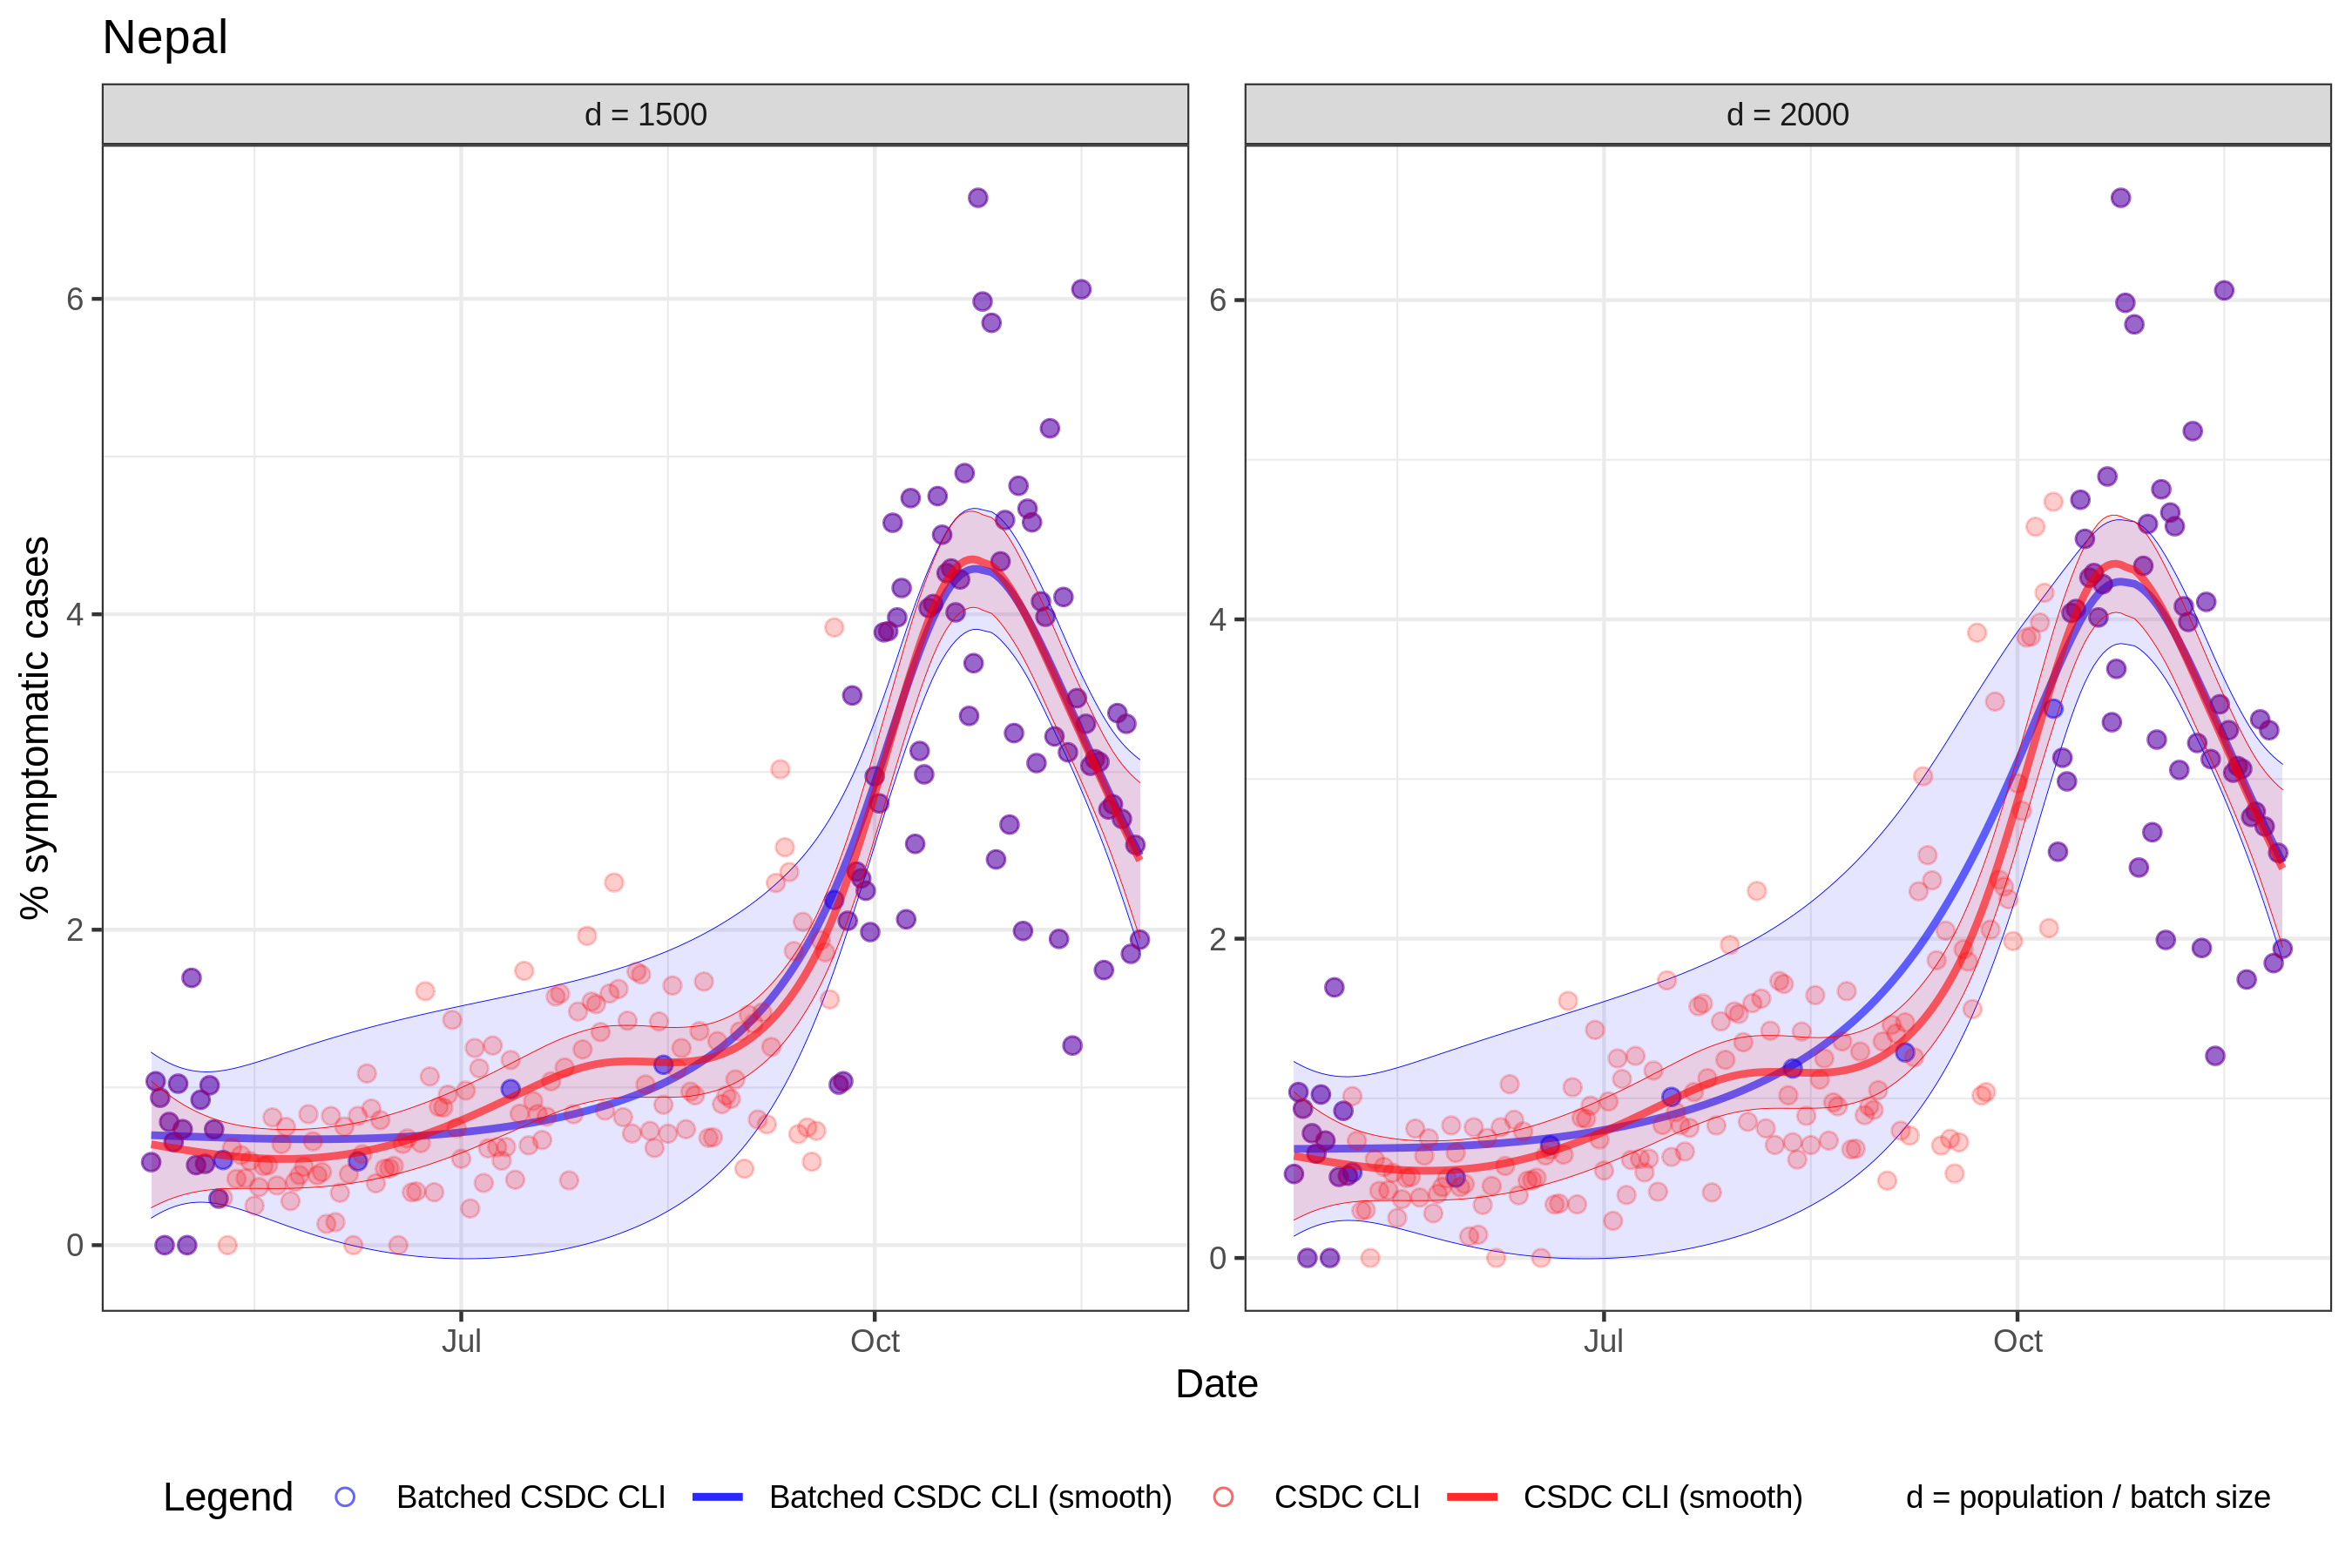 Nepal
d = 1500
d = 2000
% symptomatic cases
6
4
2
0
6
4
2
0
Jul
Oct
Jul
Oct
Date
Legend
Batched CSDC CLI
Batched CSDC CLI (smooth)
CSDC CLI
CSDC CLI (smooth)
d = population / batch size